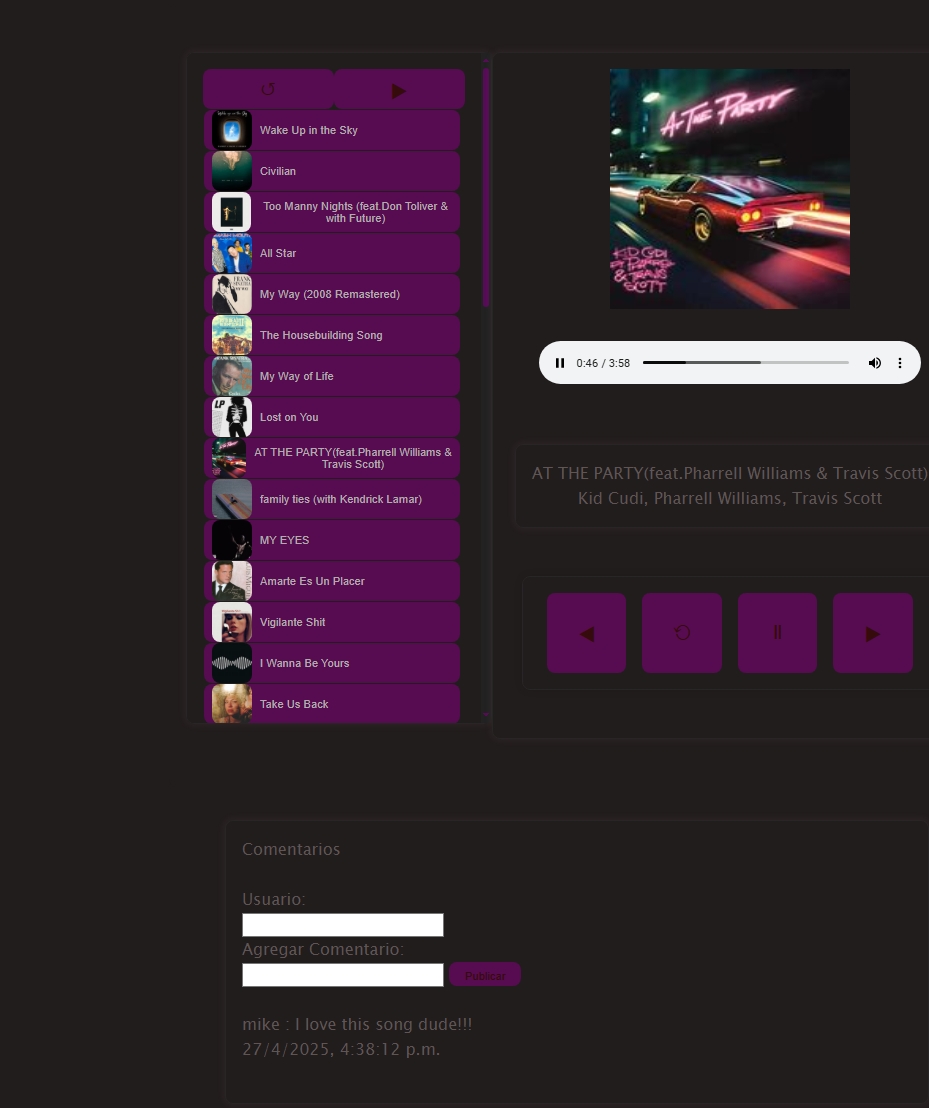 Wake Up in the Sky
Civilian
Too Manny Nights (feat.Don Toliver &
with Future)
All Star
My Way (2008 Remastered)
The Housebuilding Song
My Way of Life
Lost on You
AT THE PARTY(feat.Pharrell Williams &
Travis Scott)
family ties (with Kendrick Lamar)
MY EYES
Amarte Es Un Placer
Vigilante Shit
I Wanna Be Yours
Take Us Back
AT THE PARTY
KID CUDI
& TRAVIS
SCOTT
0:46 / 3:58
AT THE PARTY(feat.Pharrell Williams & Travis Scott)
Kid Cudi, Pharrell Williams, Travis Scott
Comentarios
Usuario:
Agregar Comentario:
Publicar
mike : I love this song dude!!!
27/4/2025, 4:38:12 p.m.